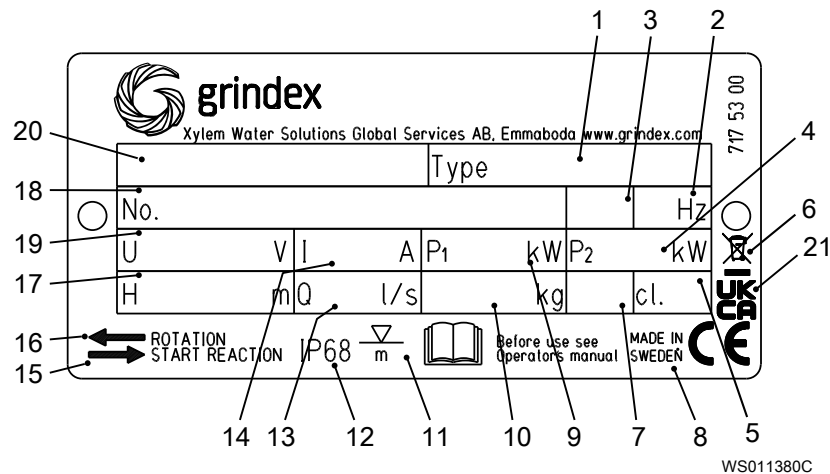 1 3 2
grindex
Xylem Water Solutions Global Services AB, Emmaboda www.grindex.com
717 53 00
20 4
Type
18
No. Hz
6
19
U V I A P1 kW P2 kW
21
17
H m Q l/s kg cl.
UK
CA
16 ROTATION
15 START REACTION
IP68
m
Before use see
Operator's manual
MADE IN
SWEDEN
CE
14 13 12 11 10 9 7 8 5
WS011380C